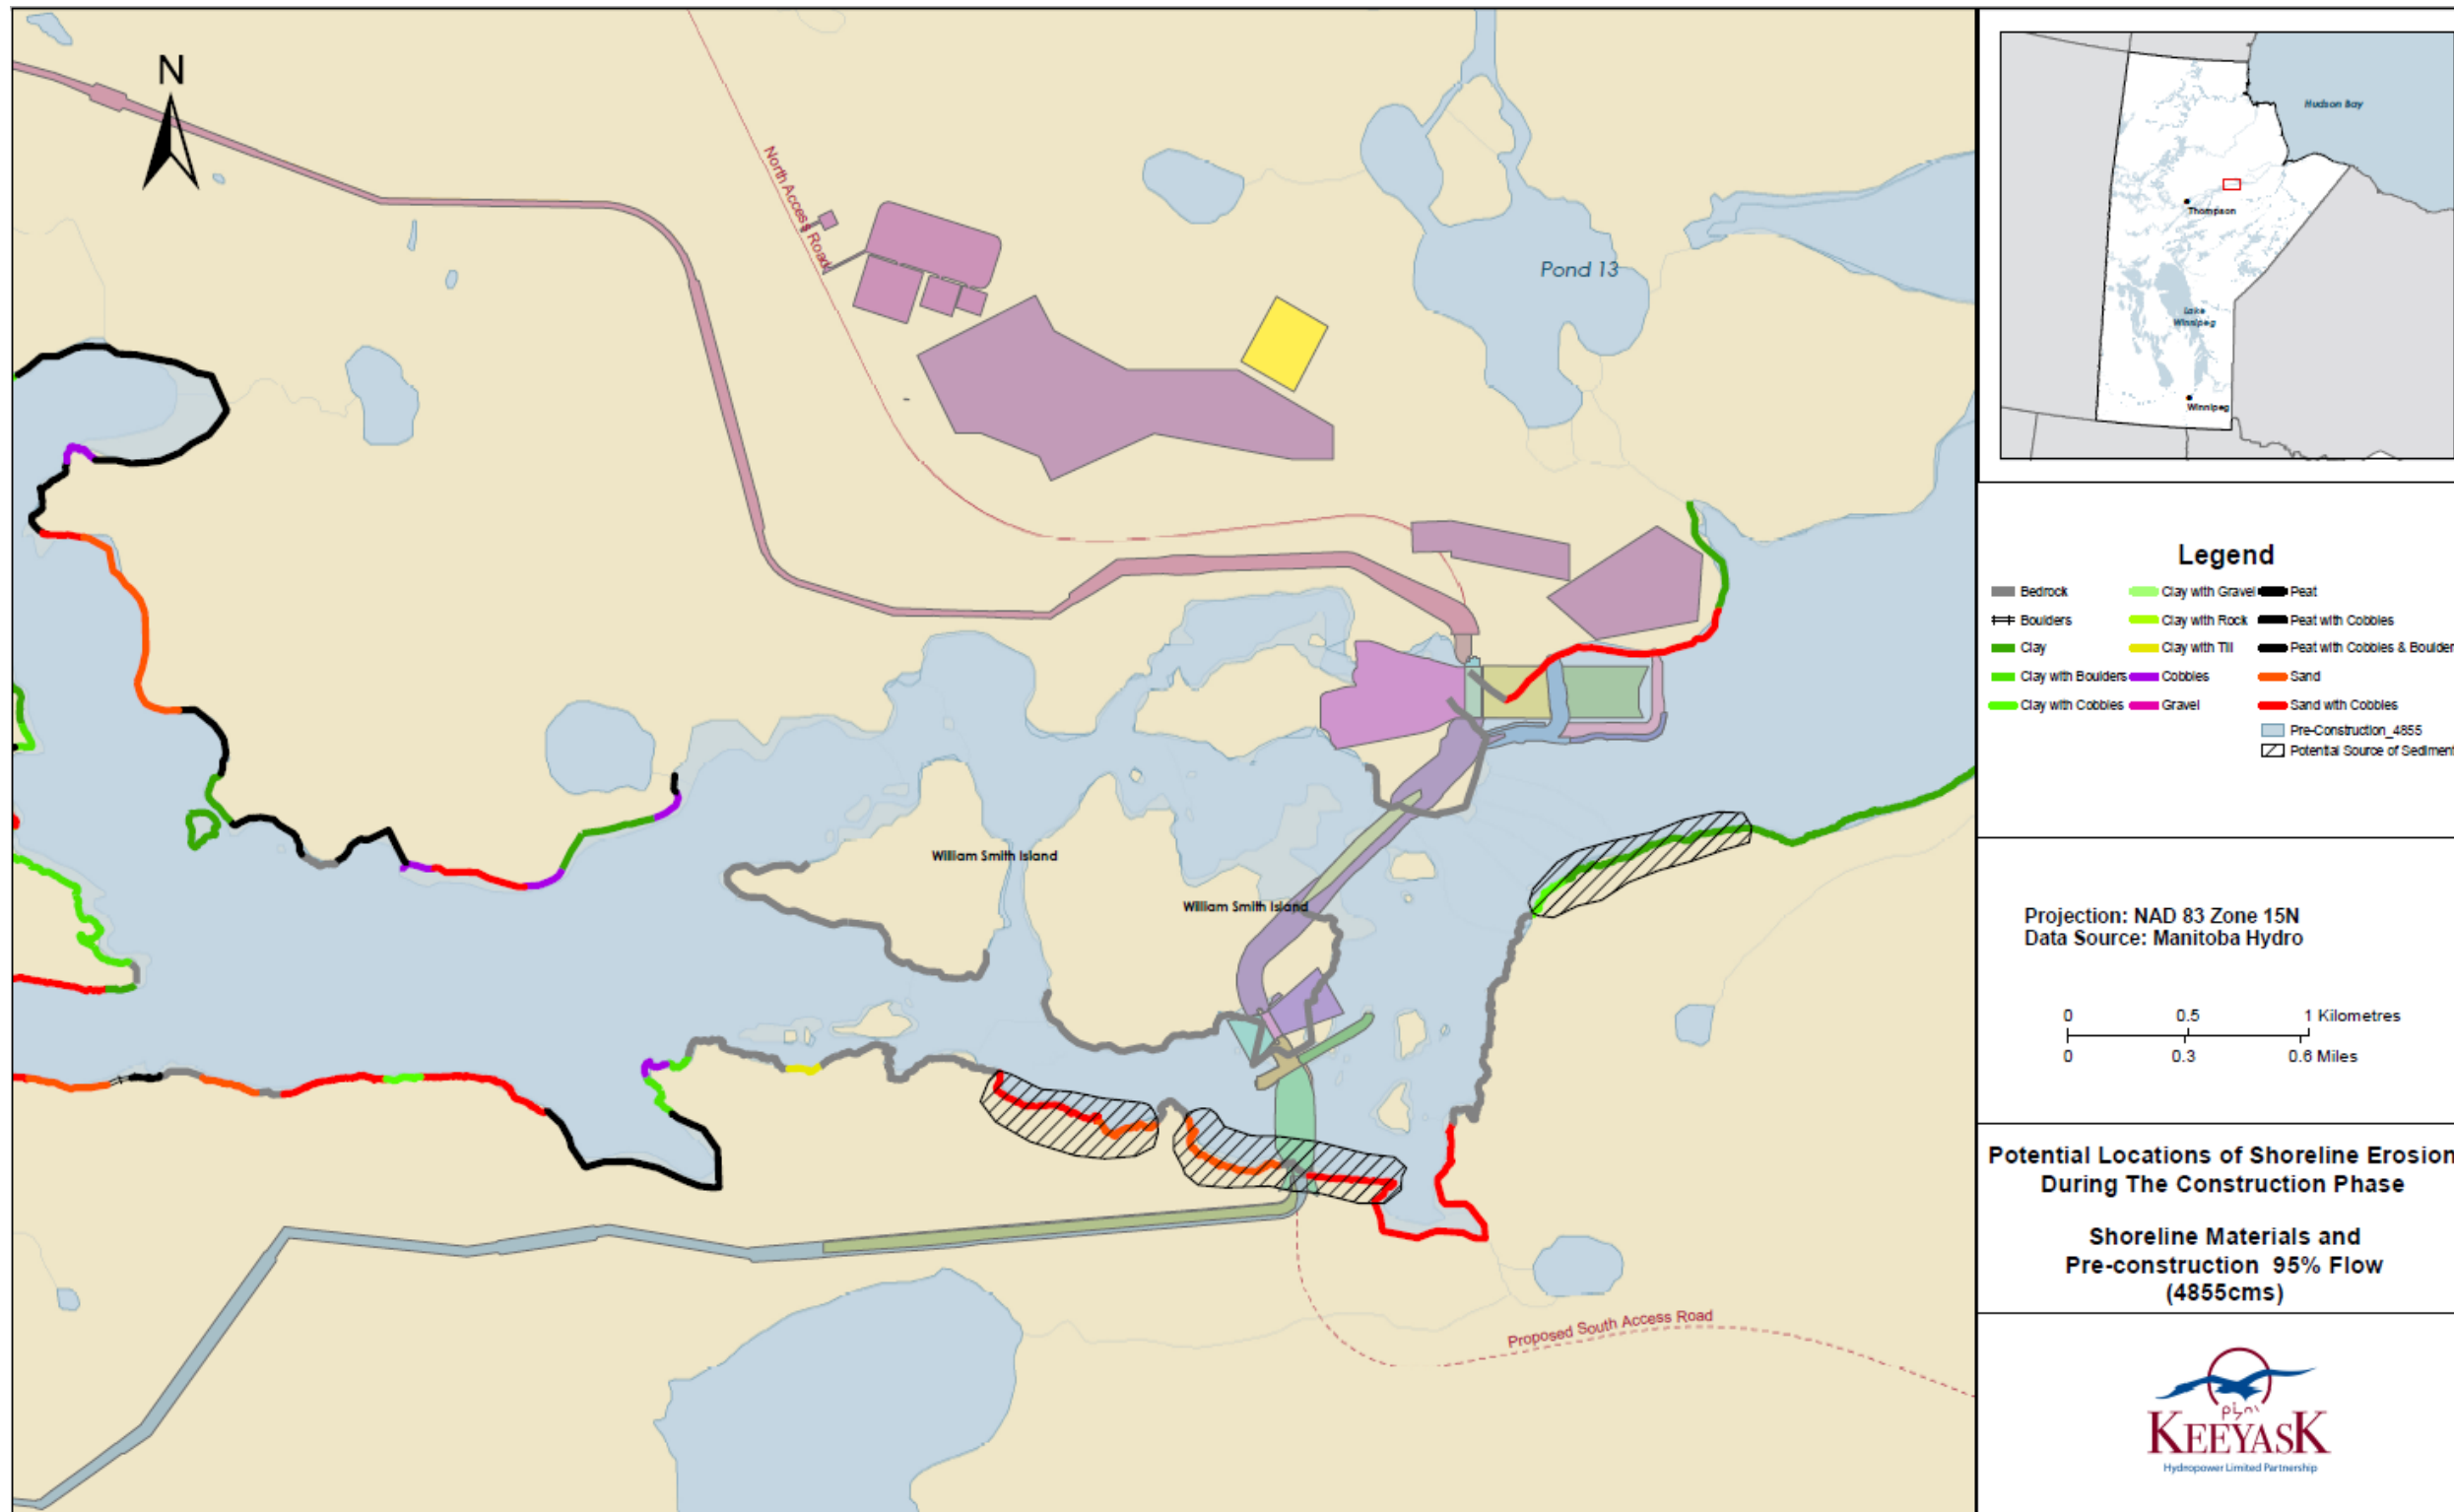 N
North Access Road
Pond 13
William Smith Island
William Smith Island
Proposed South Access Road
Hudson Bay
Thompson
Lake
Winnipeg
Winnipeg
Legend
Bedrock
Boulders
Clay
Clay with Boulders
Clay with Cobbles
Clay with Gravel
Clay with Rock
Clay with Till
Cobbles
Gravel
Peat
Peat with Cobbles
Peat with Cobbles & Boulder
Sand
Sand with Cobbles
Pre-Construction_4855
Potential Source of Sediment
Projection: NAD 83 Zone 15N
Data Source: Manitoba Hydro
0 0.5 1 Kilometres
0 0.3 0.6 Miles
Potential Locations of Shoreline Erosion
During The Construction Phase
Shoreline Materials and
Pre-construction 95% Flow
(4855cms)
KEEYASK
Hydropower Limited Partnership